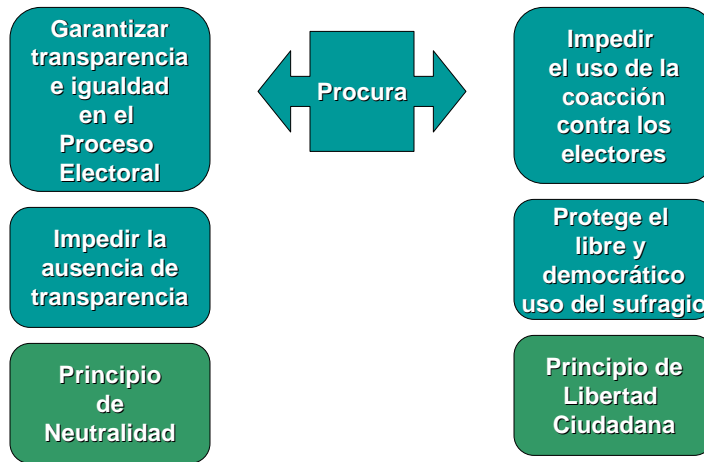 Garantizar
transparencia
e igualdad
en el
Proceso
Electoral
Procura
Impedir
el uso de la
coacción
contra los
electores
Impedir la
ausencia de
transparencia
Protege el
libre y
democrático
uso del sufragio
Principio
de
Neutralidad
Principio de
Libertad
Ciudadana